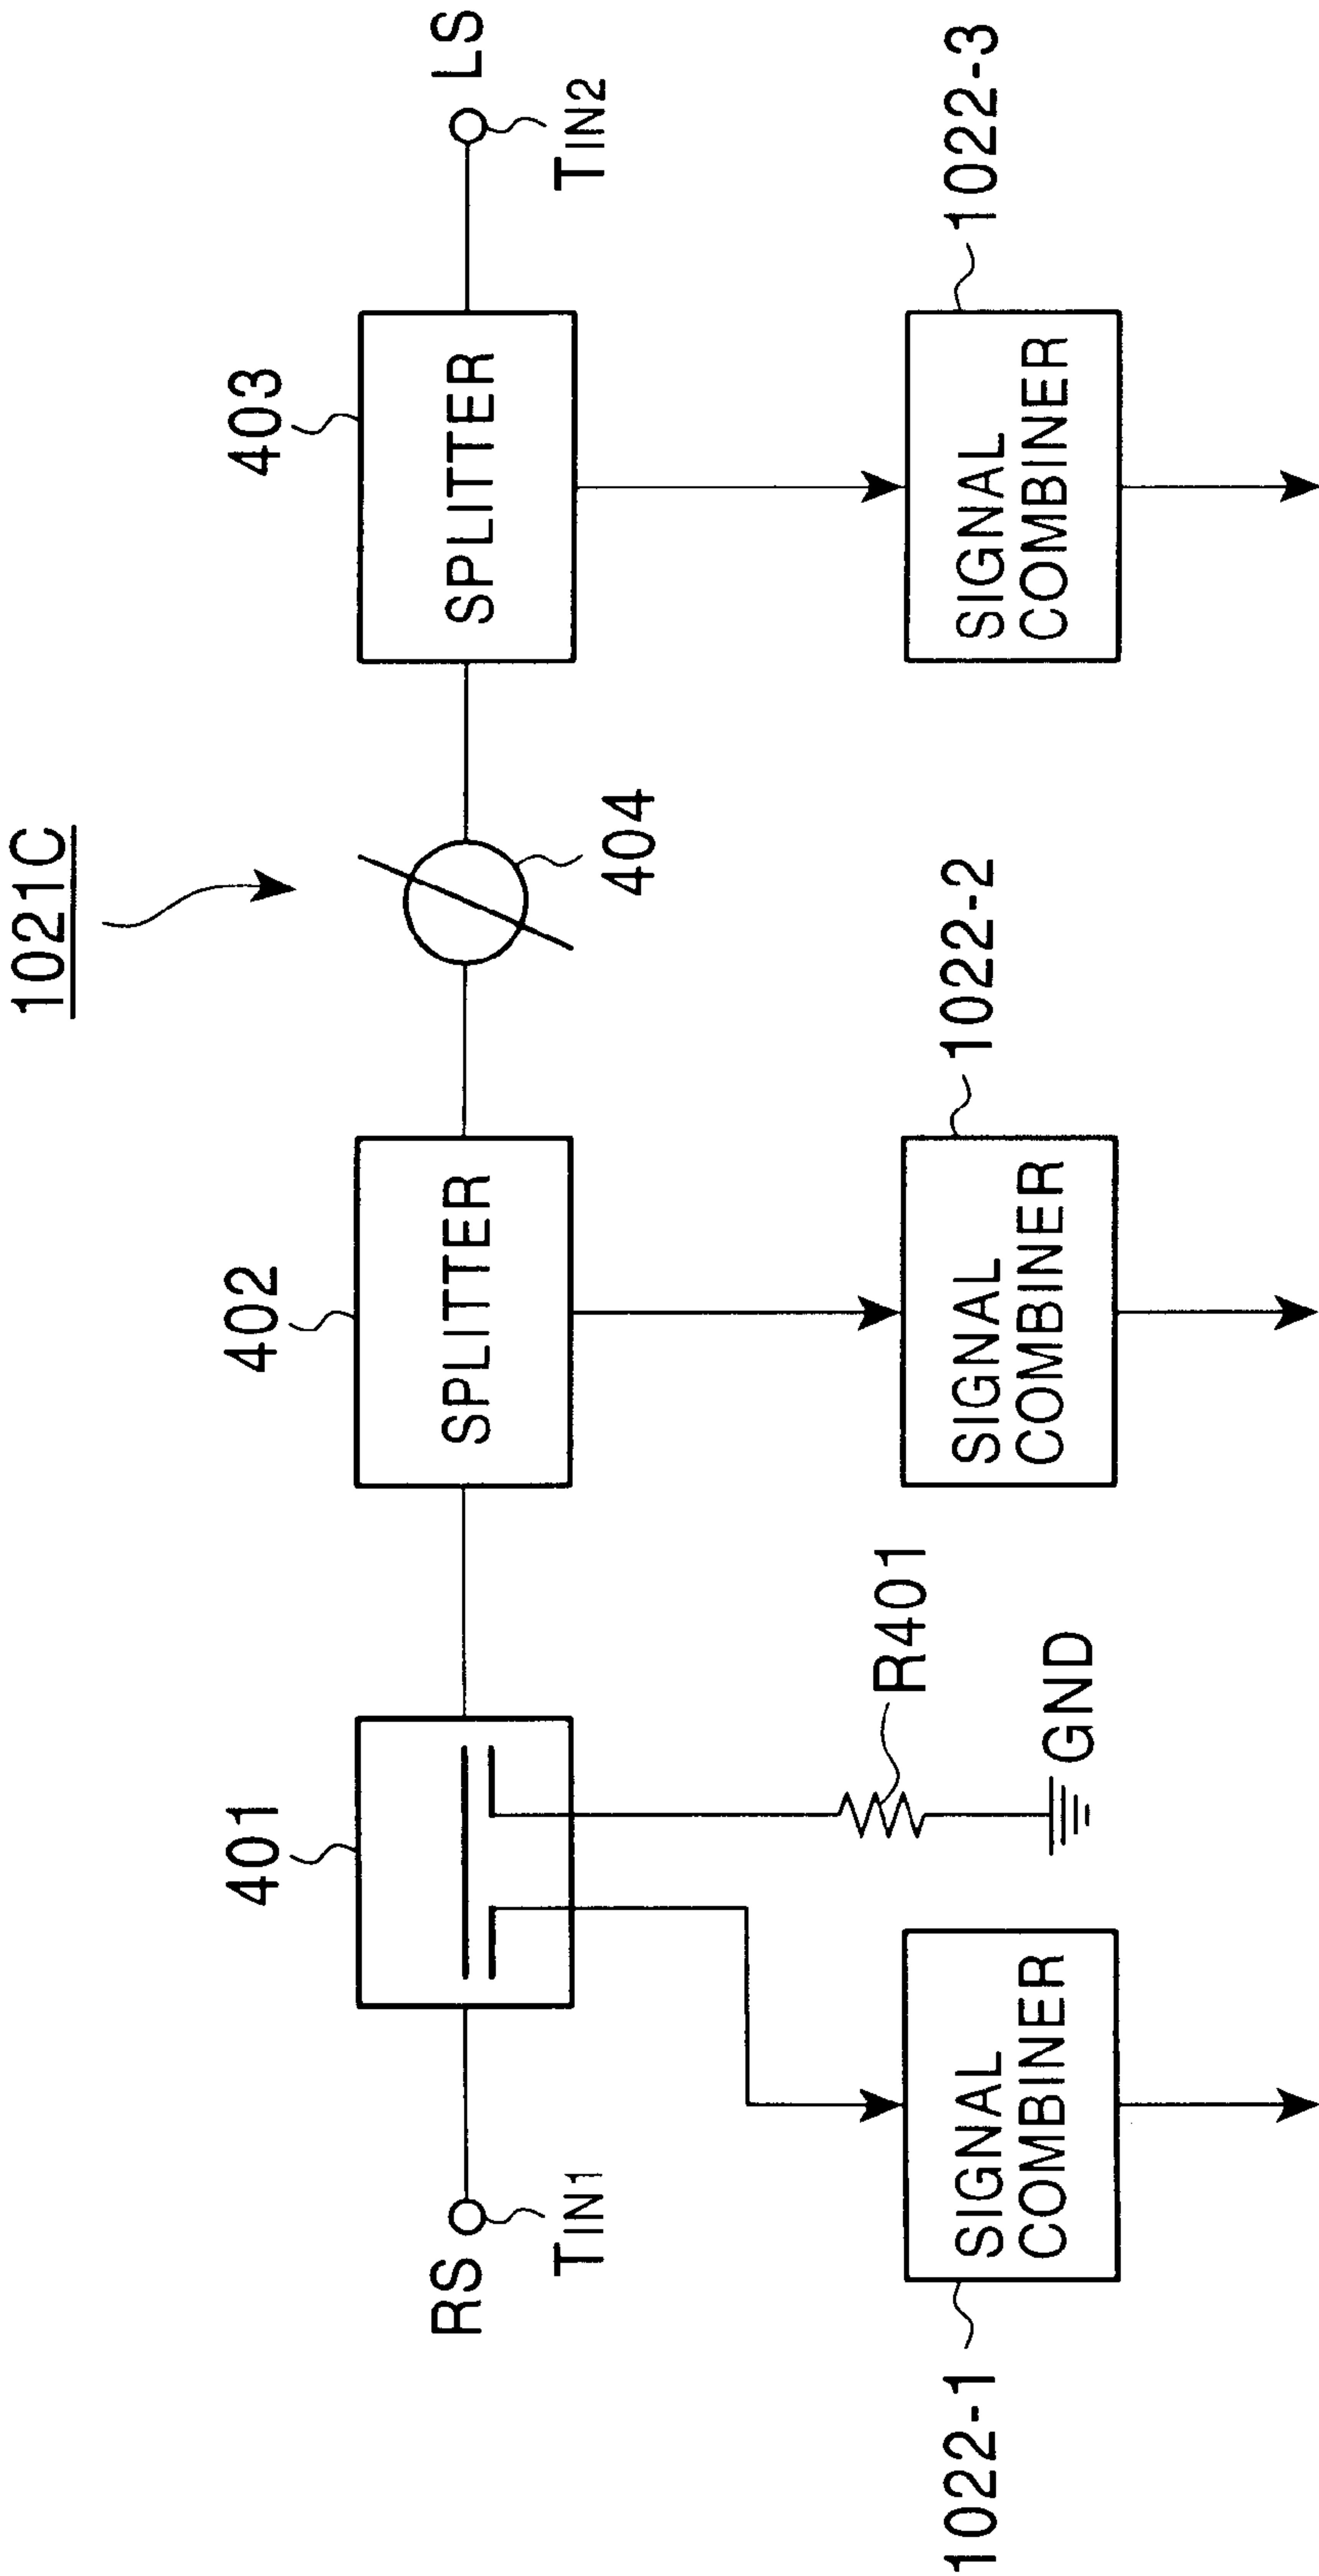 1021C
401
402
404
403
RS
TIN1
SPLITTER
SPLITTER
LS
TIN2
R401
GND
1022-1
SIGNAL
COMBINER
1022-2
SIGNAL
COMBINER
1022-3
SIGNAL
COMBINER